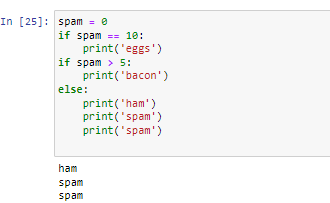 In [25]: spam = 0
if spam == 10:
    print('eggs')
if spam > 5:
    print('bacon')
else:
    print('ham')
    print('spam')
    print('spam')
ham
spam
spam